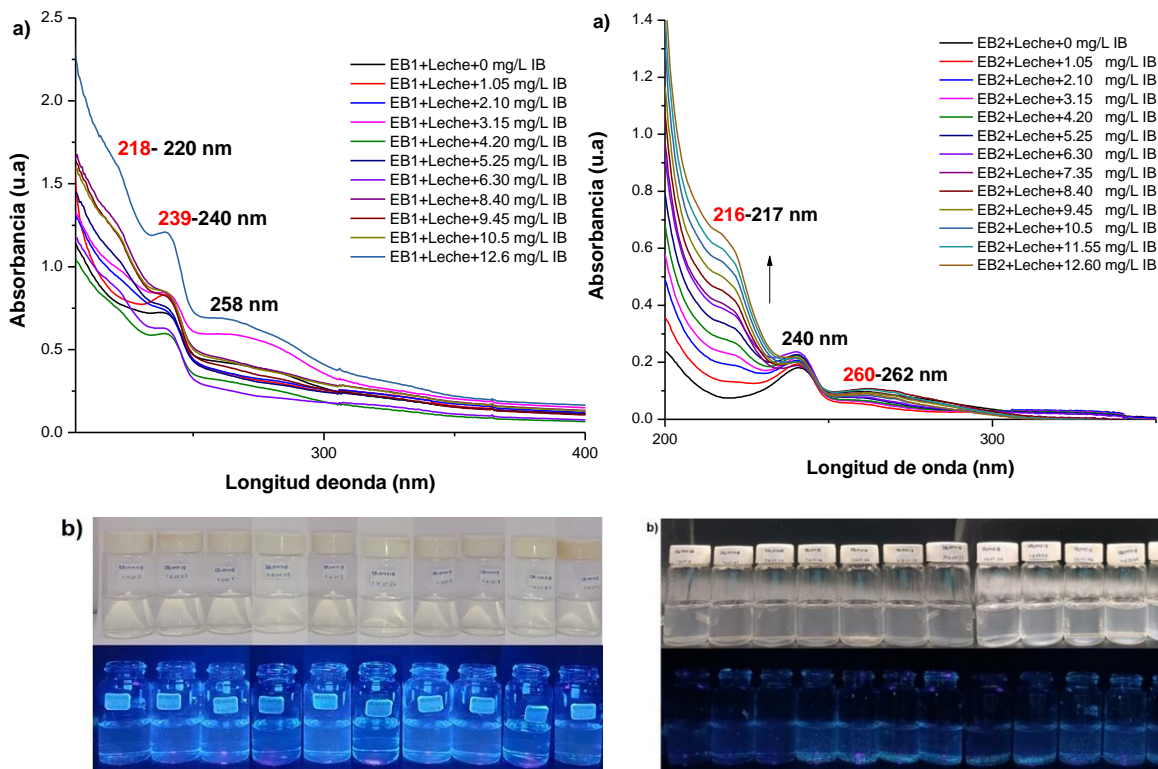 a)
2.5
2.0
1.5
1.0
0.5
0.0
Absorbancia (u.a)
218- 220 nm
239-240 nm
258 nm
EB1+Leche+0 mg/L IB
EB1+Leche+1.05 mg/L IB
EB1+Leche+2.10 mg/L IB
EB1+Leche+3.15 mg/L IB
EB1+Leche+4.20 mg/L IB
EB1+Leche+5.25 mg/L IB
EB1+Leche+6.30 mg/L IB
EB1+Leche+8.40 mg/L IB
EB1+Leche+9.45 mg/L IB
EB1+Leche+10.5 mg/L IB
EB1+Leche+12.6 mg/L IB
300 400
Longitud deonda (nm)
a)
1.4
1.2
1.0
0.8
0.6
0.4
0.2
0.0
Absorbancia (u.a)
216-217 nm
240 nm
260-262 nm
EB2+Leche+0 mg/L IB
EB2+Leche+1.05 mg/L IB
EB2+Leche+2.10 mg/L IB
EB2+Leche+3.15 mg/L IB
EB2+Leche+4.20 mg/L IB
EB2+Leche+5.25 mg/L IB
EB2+Leche+6.30 mg/L IB
EB2+Leche+7.35 mg/L IB
EB2+Leche+8.40 mg/L IB
EB2+Leche+9.45 mg/L IB
EB2+Leche+10.5 mg/L IB
EB2+Leche+11.55 mg/L IB
EB2+Leche+12.60 mg/L IB
200 300
Longitud de onda (nm)
b)
b)